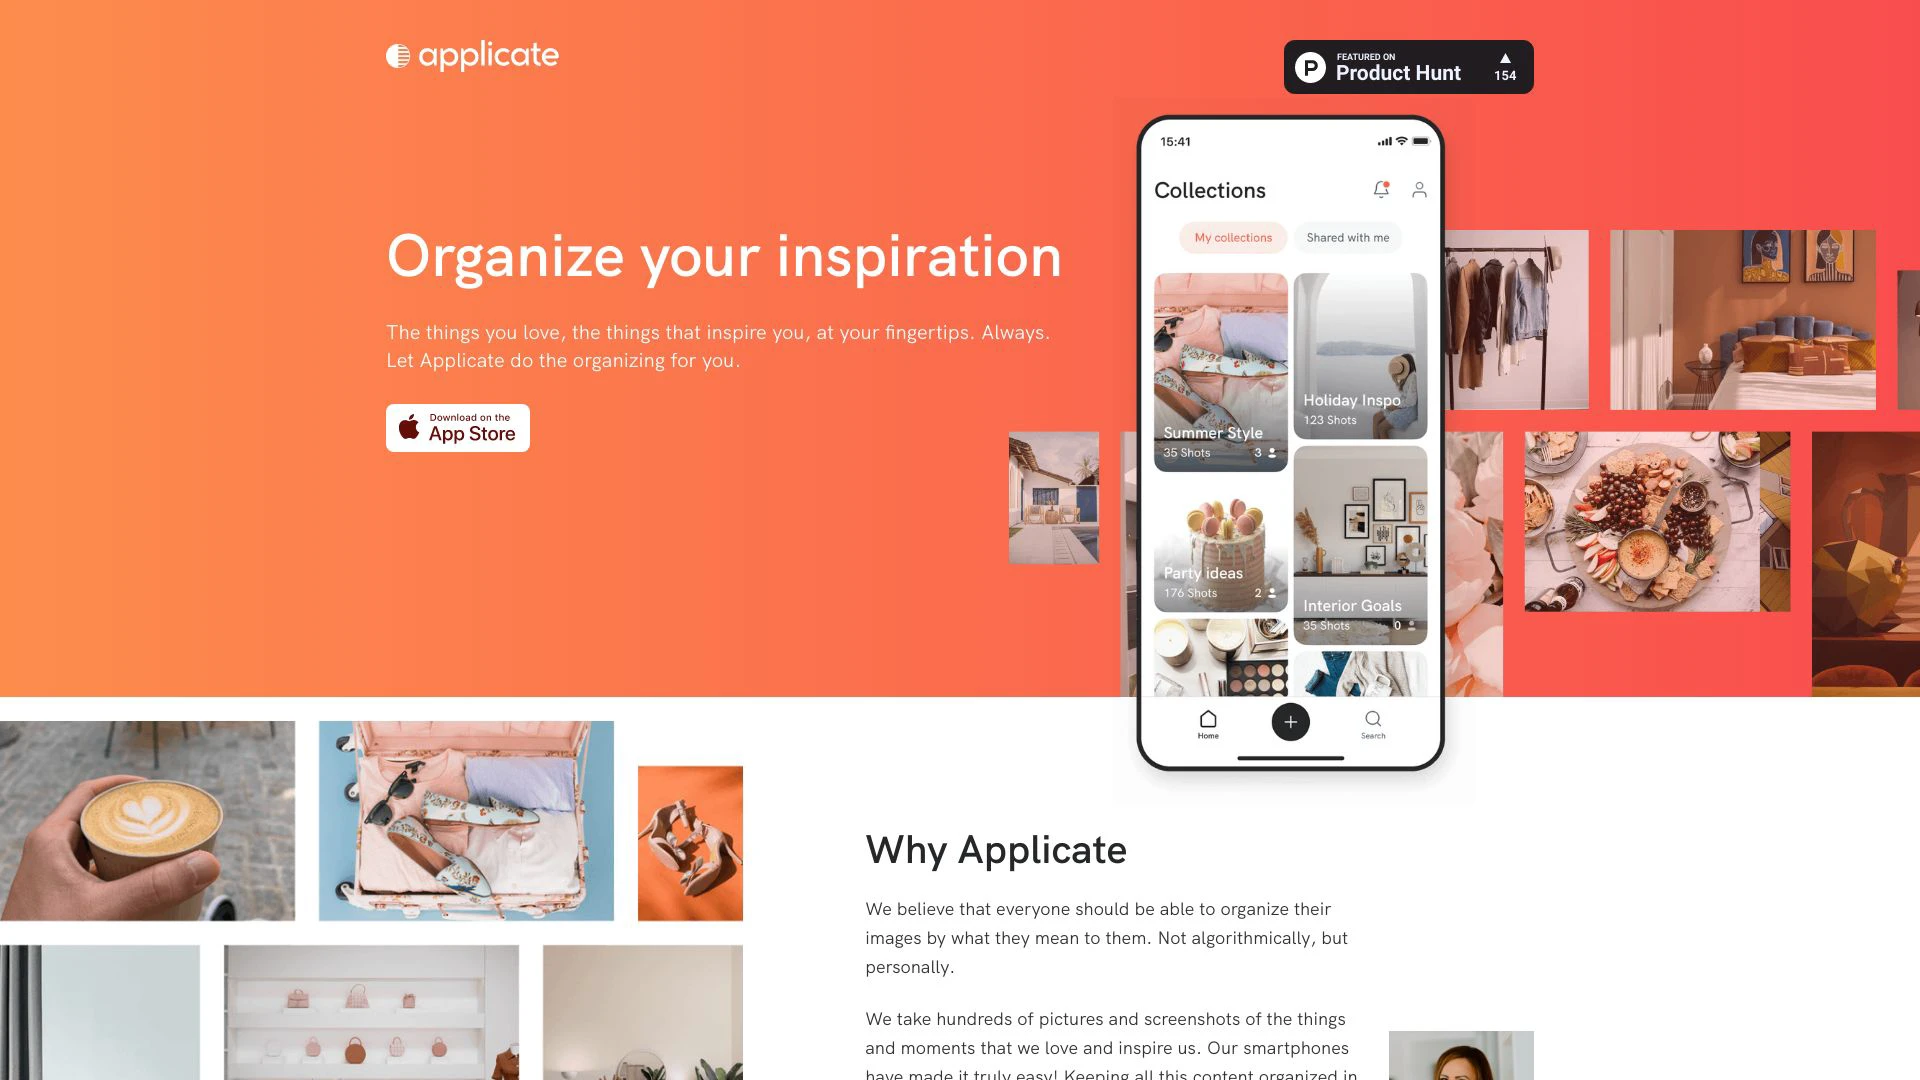 applicate
FEATURED ON
Product Hunt
154
Organize your inspiration
The things you love, the things that inspire you, at your fingertips. Always.
Let Applicate do the organizing for you.
Download on the
App Store
15:41
Collections
My collections
Shared with me
Summer Style
35 Shots
3
Holiday Inspo
123 Shots
Party ideas
176 Shots
2
Interior Goals
35 Shots
0
Home
Search
Why Applicate
We believe that everyone should be able to organize their
images by what they mean to them. Not algorithmically, but
personally.
We take hundreds of pictures and screenshots of the things
and moments that we love and inspire us. Our smartphones
have made it truly easy! Keeping all this content organized in